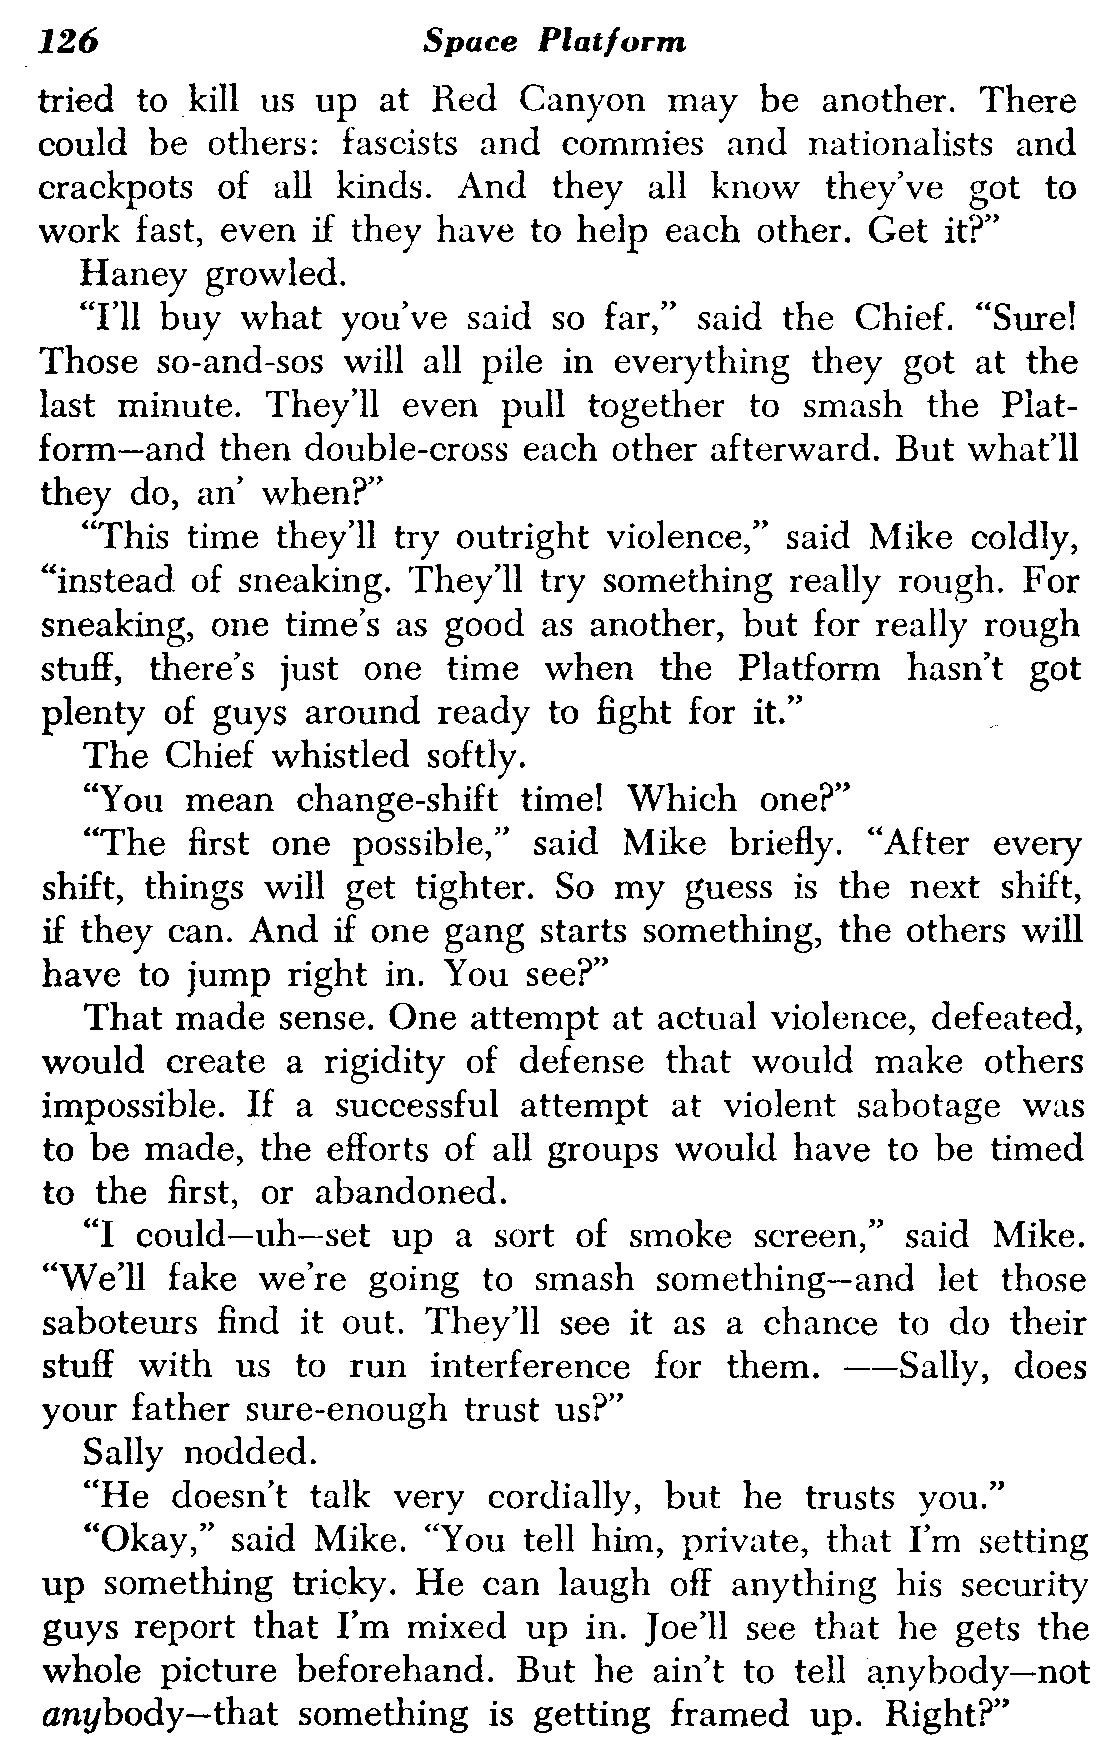 126 Space Platform
tried to kill us up at Red Canyon may be another. There
could be others: fascists and commies and nationalists and
crackpots of all kinds. And they all know they've got to
work fast, even if they have to help each other. Get it?”
Haney growled.
“I'll buy what you've said so far,” said the Chief. “Sure!
Those so-and-sos will all pile in everything they got at the
last minute. They'll even pull together to smash the Plat-
form—and then double-cross each other afterward. But what'll
they do, an' when?”
“This time they'll try outright violence,” said Mike coldly,
“instead of sneaking. They'll try something really rough. For
sneaking, one time's as good as another, but for really rough
stuff, there's just one time when the Platform hasn't got
plenty of guys around ready to fight for it.”
The Chief whistled softly.
“You mean change-shift time! Which one?”
“The first one possible,” said Mike briefly. “After every
shift, things will get tighter. So my guess is the next shift,
if they can. And if one gang starts something, the others will
have to jump right in. You see?”
That made sense. One attempt at actual violence, defeated,
would create a rigidity of defense that would make others
impossible. If a successful attempt at violent sabotage was
to be made, the efforts of all groups would have to be timed
to the first, or abandoned.
“I could—uh—set up a sort of smoke screen,” said Mike.
“We'll fake we're going to smash something—and let those
saboteurs find it out. They'll see it as a chance to do their
stuff with us to run interference for them. ——Sally, does
your father sure-enough trust us?”
Sally nodded.
“He doesn't talk very cordially, but he trusts you.”
“Okay,” said Mike. “You tell him, private, that I'm setting
up something tricky. He can laugh off anything his security
guys report that I'm mixed up in. Joe'll see that he gets the
whole picture beforehand. But he ain't to tell anybody—not
anybody—that something is getting framed up. Right?”